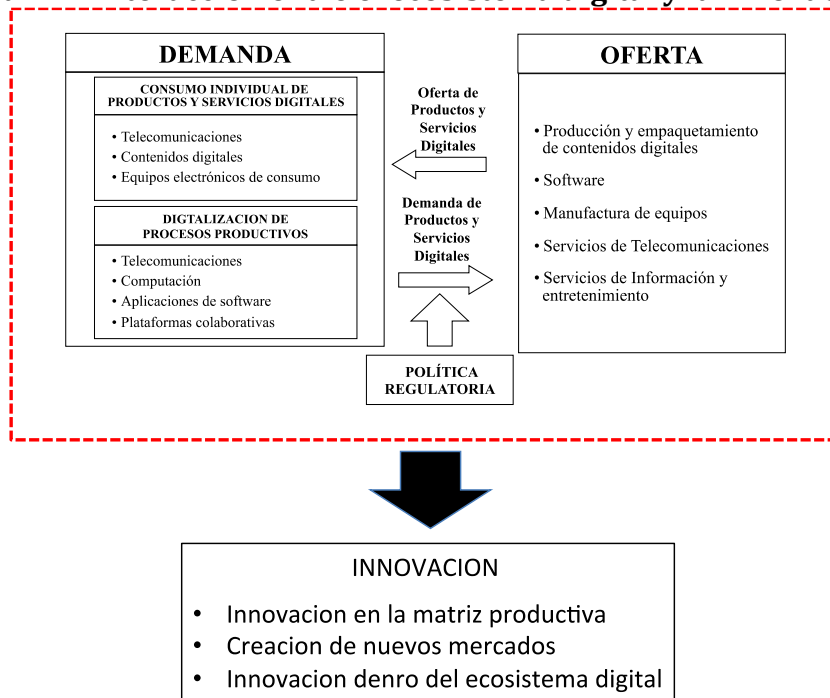 DEMANDA
CONSUMO INDIVIDUAL DE
PRODUCTOS Y SERVICIOS DIGITALES
• Telecomunicaciones
• Contenidos digitales
• Equipos electrónicos de consumo
DIGTALIZACION DE
PROCESOS PRODUCTIVOS
• Telecomunicaciones
• Computación
• Aplicaciones de software
• Plataformas colaborativas
Oferta de
Productos y
Servicios
Digitales
Demanda de
Productos y
Servicios
Digitales
POLÍTICA
REGULATORIA
OFERTA
• Producción y empaquetamiento
de contenidos digitales
• Software
• Manufactura de equipos
• Servicios de Telecomunicaciones
• Servicios de Información y
entretenimiento
INNOVACION
• Innovacion en la matriz productiva
• Creacion de nuevos mercados
• Innovacion denro del ecosistema digital